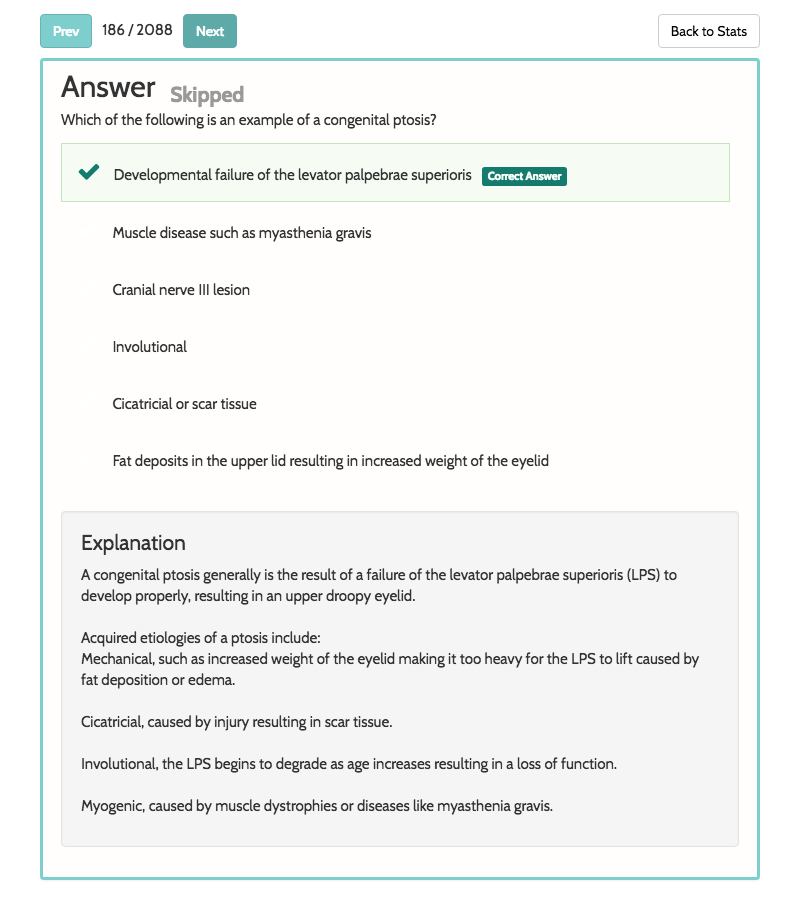 Prev 186 / 2088 Next Back to Stats
Answer Skipped
Which of the following is an example of a congenital ptosis?
Developmental failure of the levator palpebrae superioris Correct Answer
Muscle disease such as myasthenia gravis
Cranial nerve III lesion
Involutional
Cicatricial or scar tissue
Fat deposits in the upper lid resulting in increased weight of the eyelid
Explanation
A congenital ptosis generally is the result of a failure of the levator palpebrae superioris (LPS) to
develop properly, resulting in an upper droopy eyelid.
Acquired etiologies of a ptosis include:
Mechanical, such as increased weight of the eyelid making it too heavy for the LPS to lift caused by
fat deposition or edema.
Cicatricial, caused by injury resulting in scar tissue.
Involutional, the LPS begins to degrade as age increases resulting in a loss of function.
Myogenic, caused by muscle dystrophies or diseases like myasthenia gravis.